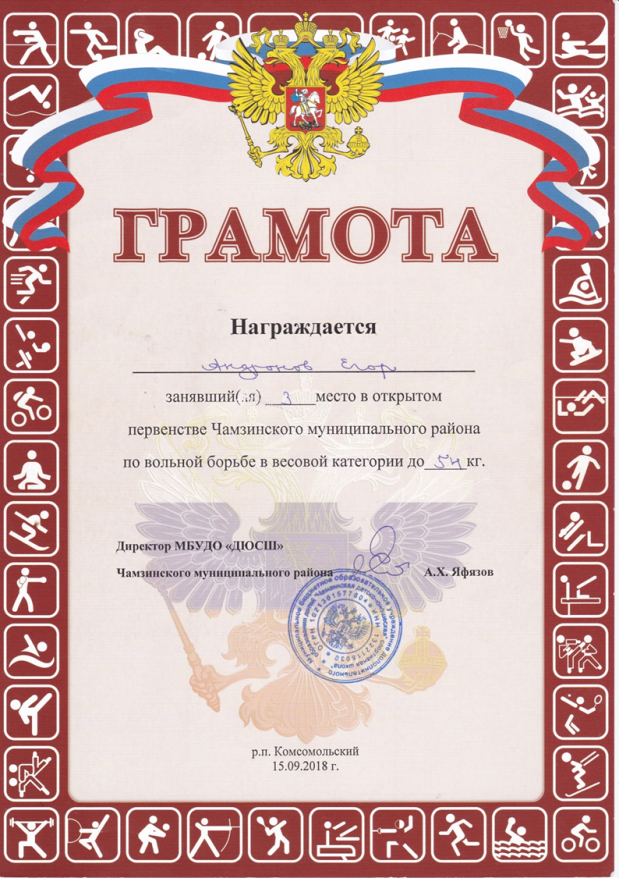 ГРАМОТА
Награждается
Андронов Егор
занявший(ая) 3 место в открытом
первенстве Чамзинского муниципального района
по вольной борьбе в весовой категории до 54 кг.
Директор МБУДО «ДЮСШ»
Чамзинского муниципального района А.Х. Яфязов
р.п. Комсомольский
15.09.2018 г.